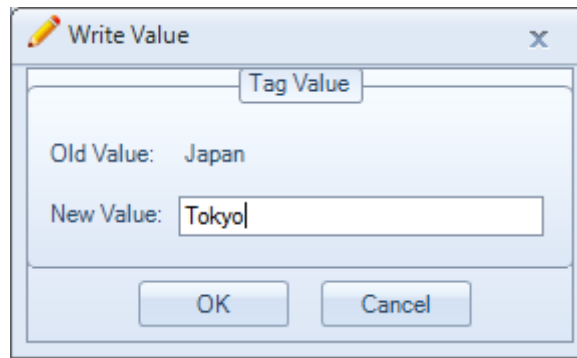 Write Value
Tag Value
Old Value: Japan
New Value: Tokyo
OK Cancel